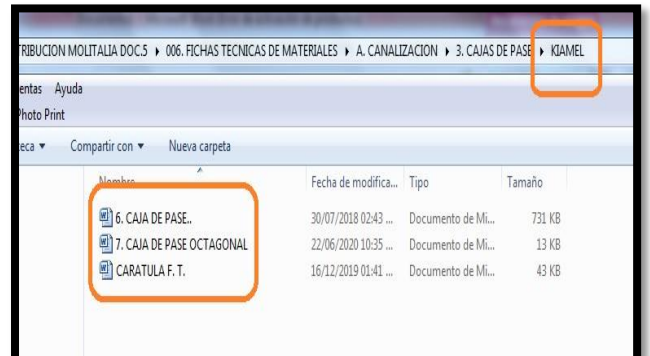 TRIBUCION MOLITALIA DOC.5 ▸ 006. FICHAS TECNICAS DE MATERIALES ▸ A. CANALIZACION ▸ 3. CAJAS DE PASE ▸ KIAMEL
entas Ayuda
Photo Print
teca ▾ Compartir con ▾ Nueva carpeta
Nombre Fecha de modifica... Tipo Tamaño
6. CAJA DE PASE.. 30/07/2018 02:43 ... Documento de Mi... 731 KB
7. CAJA DE PASE OCTAGONAL 22/06/2020 10:35 ... Documento de Mi... 13 KB
CARATULA F. T. 16/12/2019 01:41 ... Documento de Mi... 43 KB